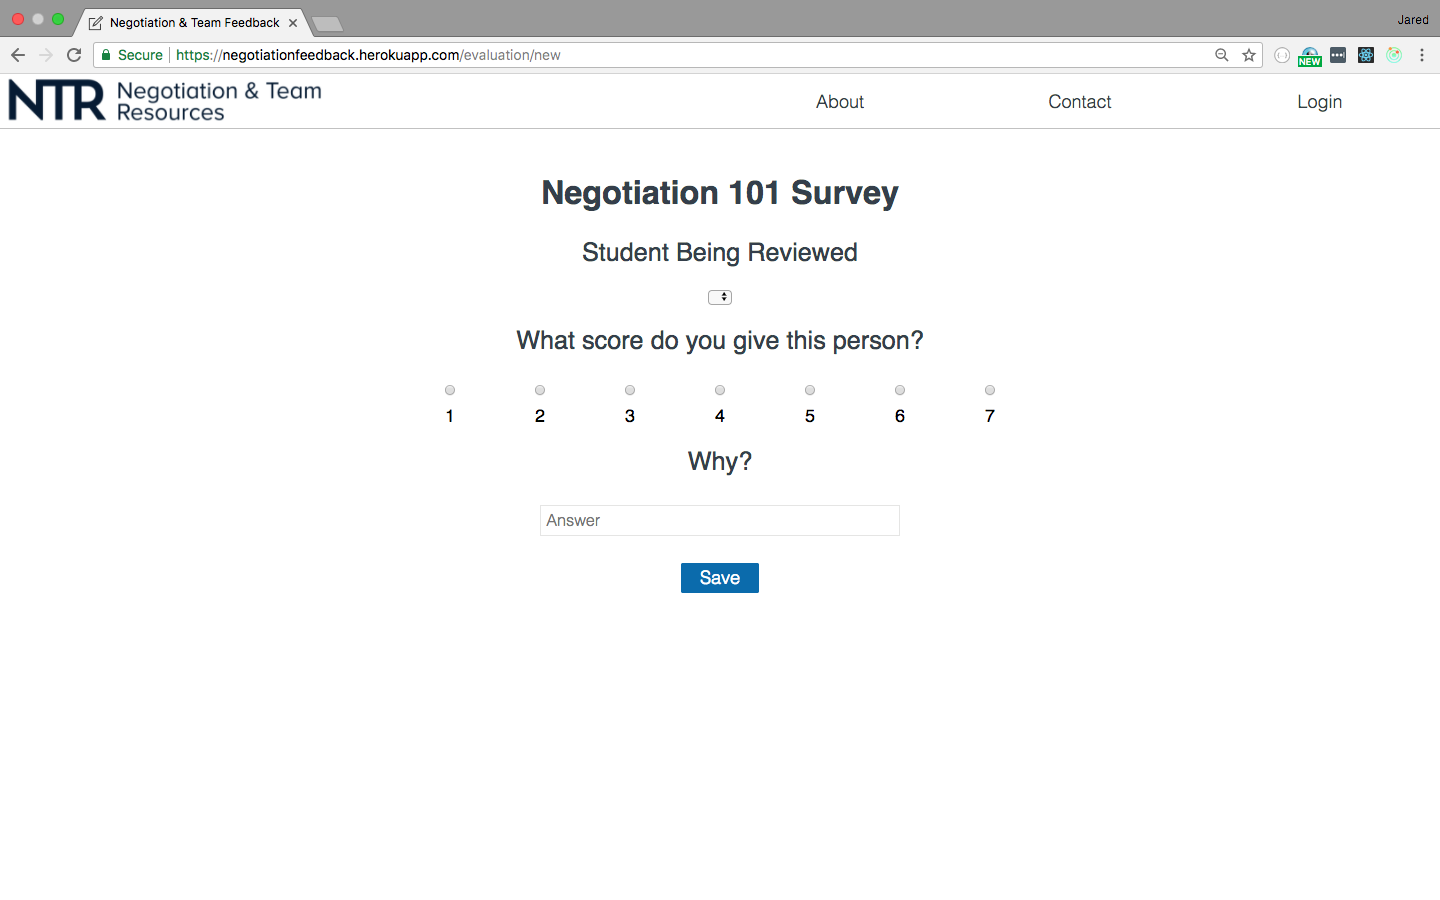 Negotiation & Team Feedback
Jared
Secure
https://negotiationfeedback.herokuapp.com/evaluation/new
NEW
NTR Negotiation & Team
Resources
About
Contact
Login
Negotiation 101 Survey
Student Being Reviewed
What score do you give this person?
1 2 3 4 5 6 7
Why?
Answer
Save